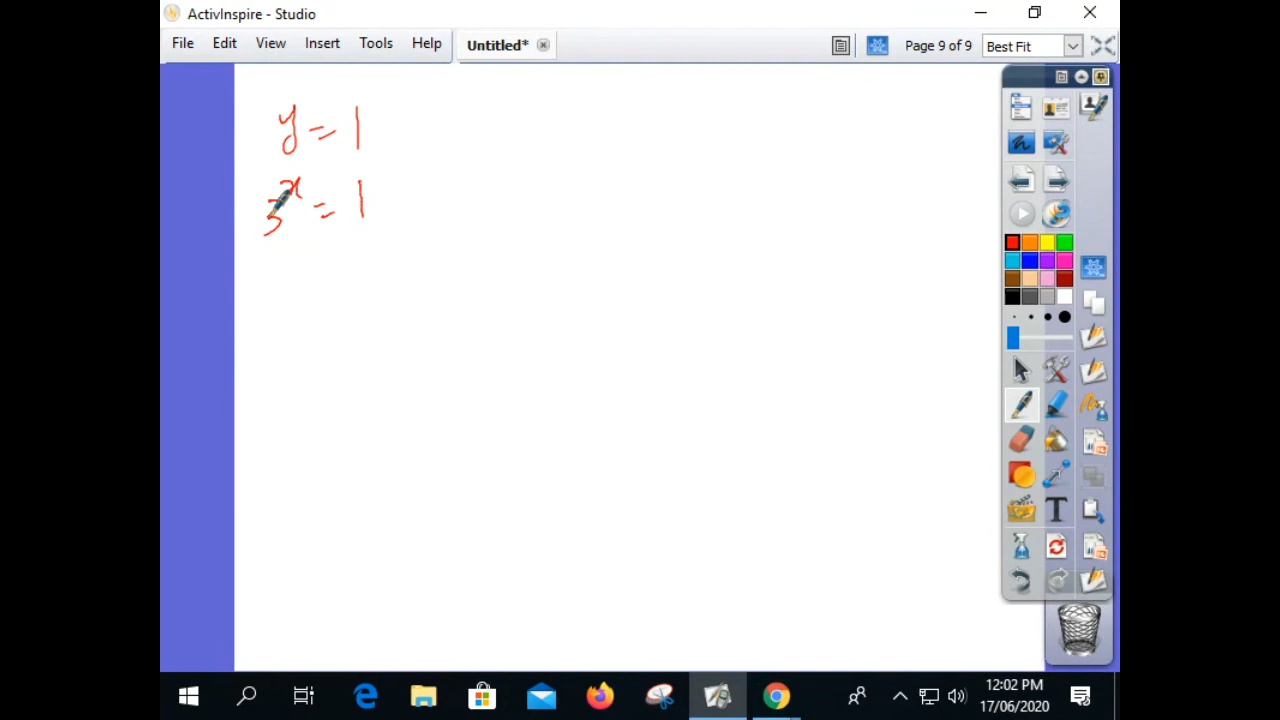 ActivInspire - Studio
File Edit View Insert Tools Help Untitled* Page 9 of 9 Best Fit
y = 1
3^x = 1
T
12:02 PM
17/06/2020